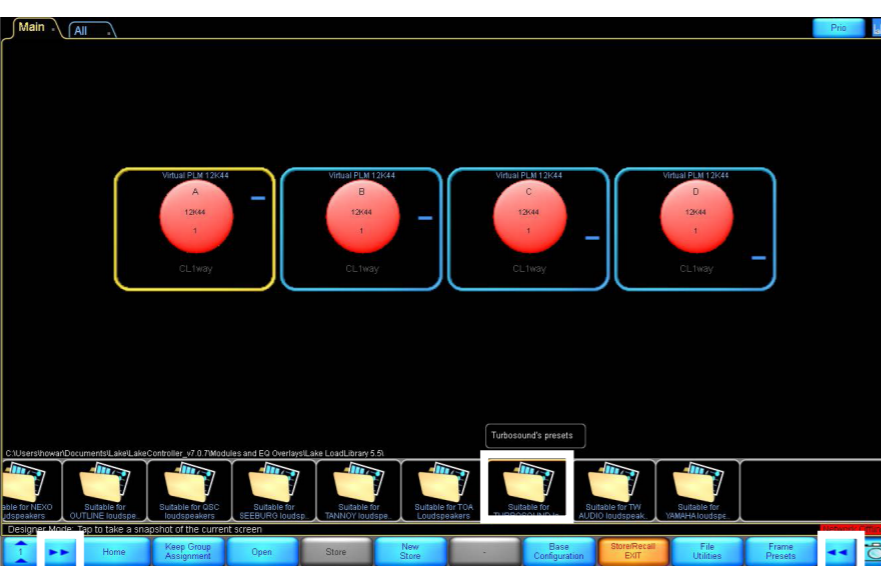 Main
All
Prio
Virtual PLM 12K44
A
12K44
1
CL1way
Virtual PLM 12K44
B
12K44
1
CL1way
Virtual PLM 12K44
C
12K44
1
CL1way
Virtual PLM 12K44
D
12K44
1
CL1way
Turbosound's presets
C:\Users\howar\Documents\Lake\LakeController_v7.0.7\Modules and EQ Overlays\Lake LoadLibrary 5.5\
able for NEXO
udspeakers
Suitable for
OUTLINE loudspe..
Suitable for QSC
loudspeakers
Suitable for
SEEBURG loudsp..
Suitable for
TANNOY loudspe..
Suitable for TOA
Loudspeakers
Suitable for
TURBOSOUND lo..
Suitable for TW
AUDIO loudspeak..
Suitable for
YAMAHA loudspe..
Designer Mode: Tap to take a snapshot of the current screen
1
Home
Keep Group
Assignment
Open
Store
New
Store
-
Base
Configuration
Store/Recall
EXIT
File
Utilities
Frame
Presets